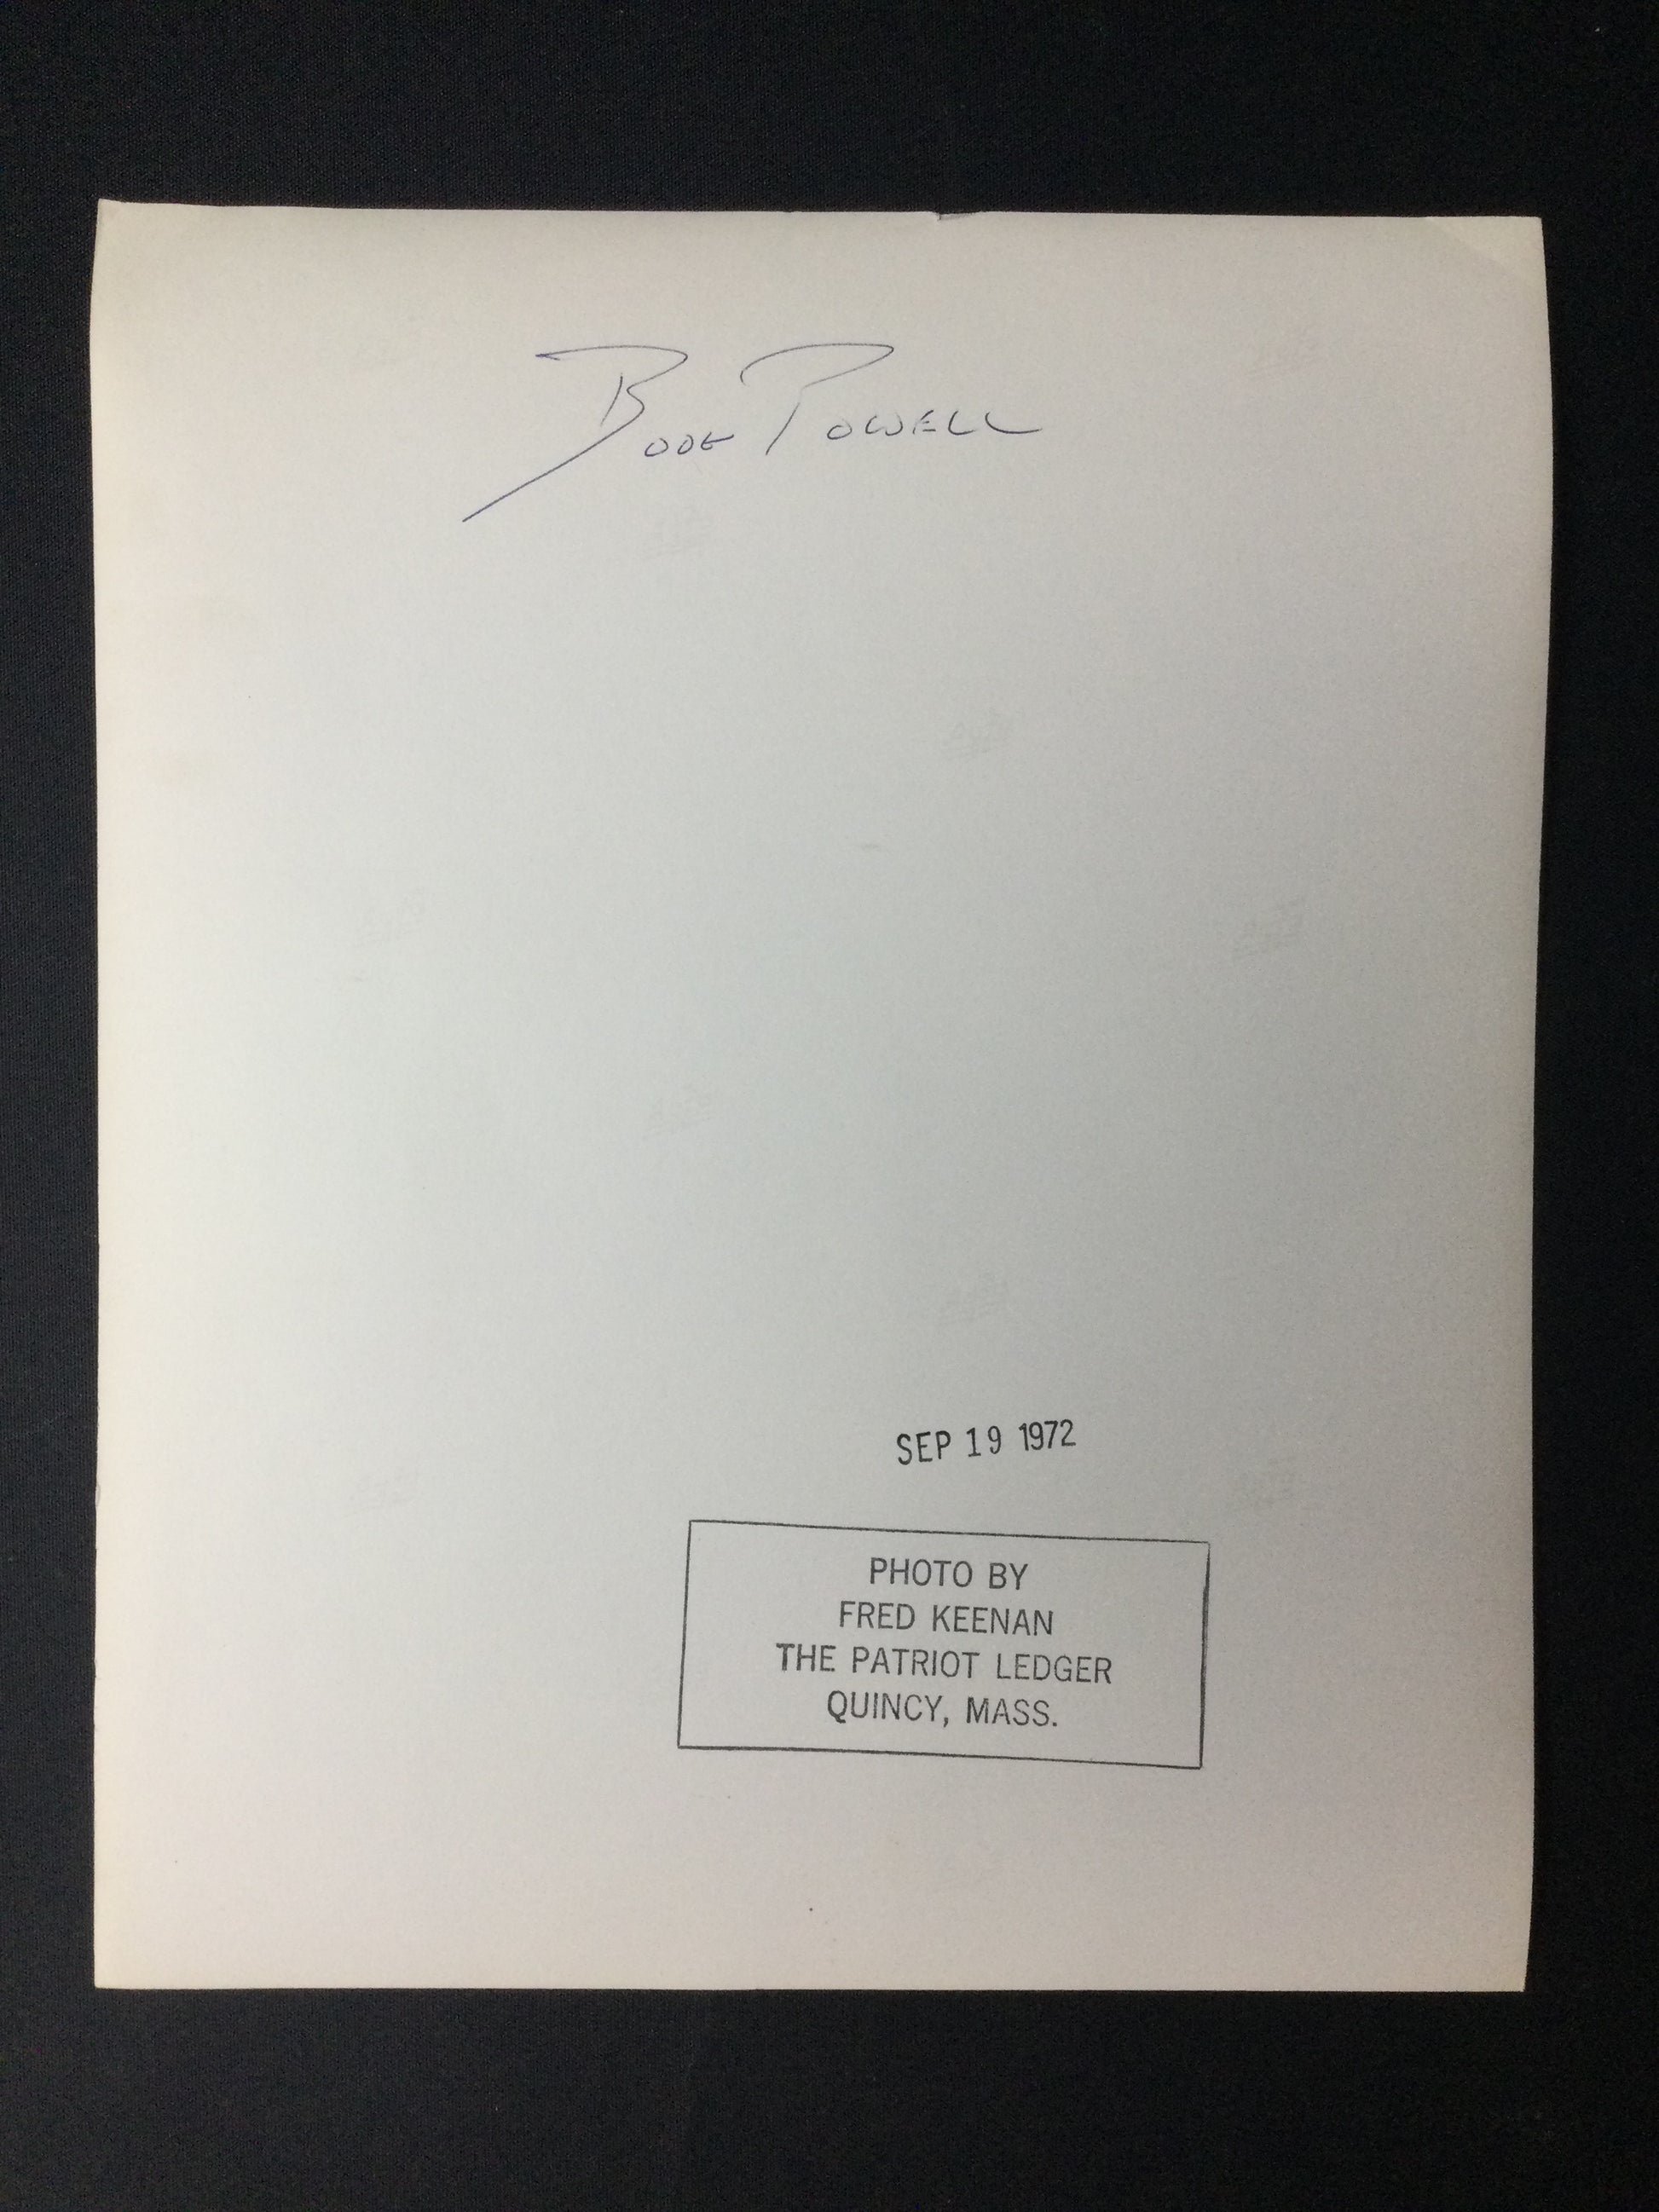 BOOG POWELL
SEP 19 1972
PHOTO BY
FRED KEENAN
THE PATRIOT LEDGER
QUINCY, MASS.